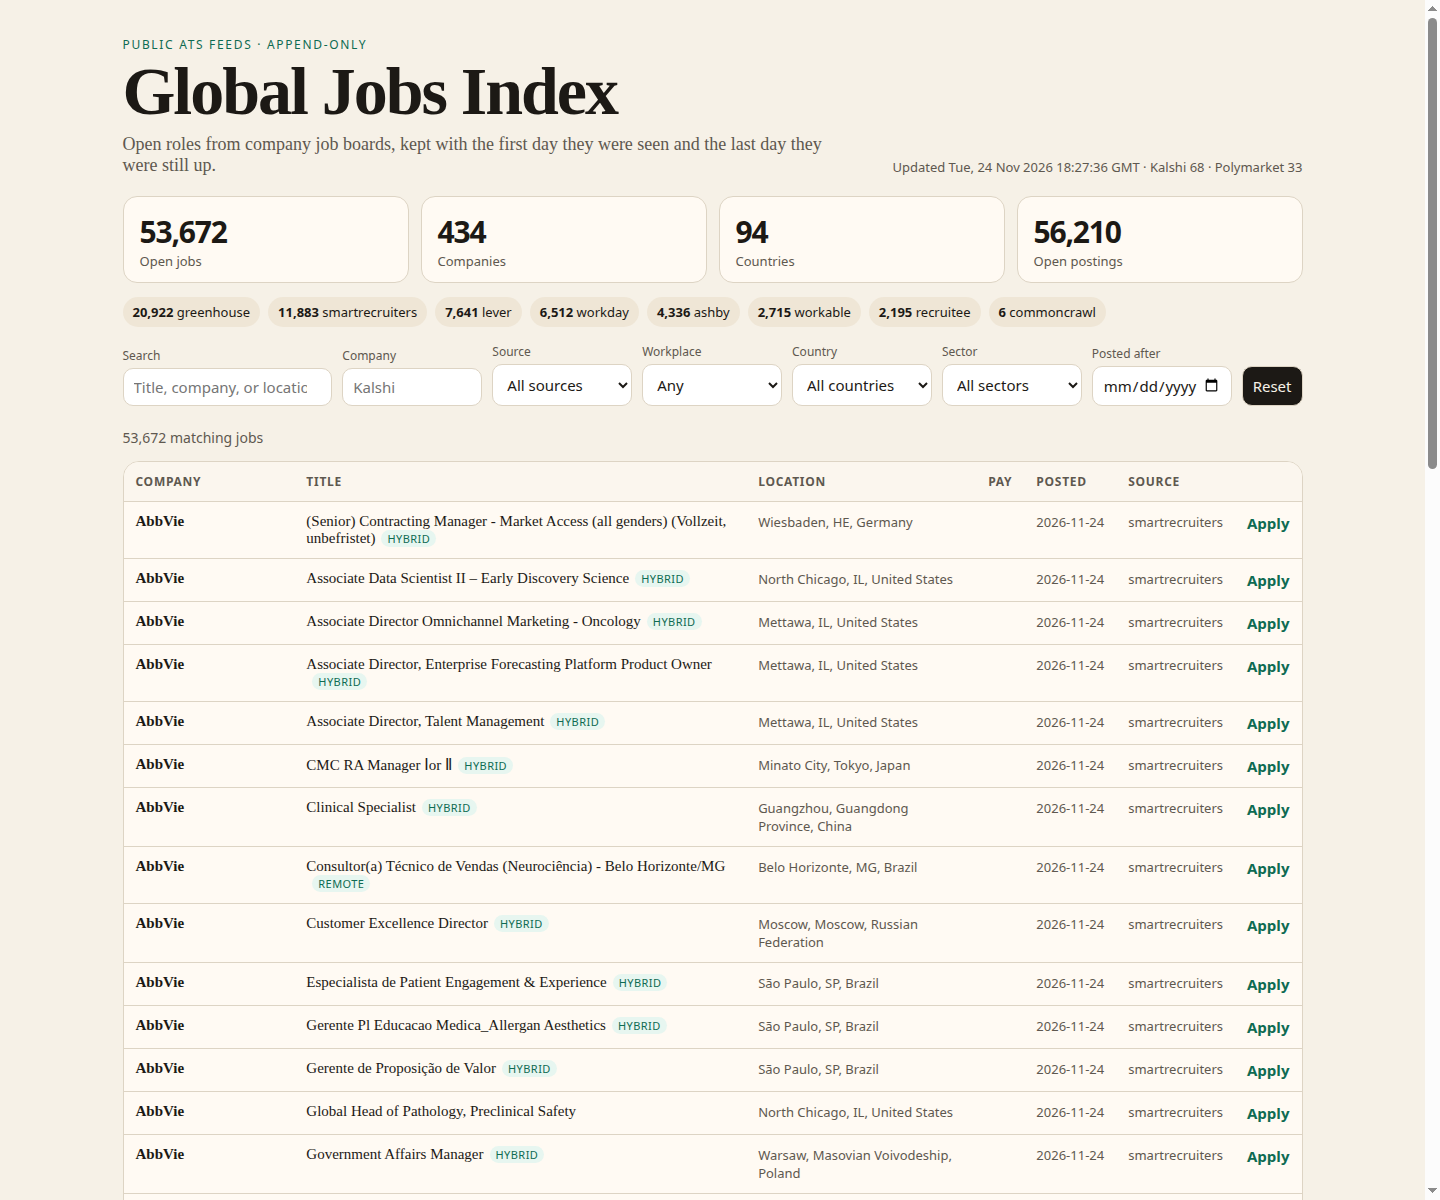 PUBLIC ATS FEEDS · APPEND-ONLY
Global Jobs Index
Open roles from company job boards, kept with the first day they were seen and the last day they
were still up.
Updated Tue, 24 Nov 2026 18:27:36 GMT · Kalshi 68 · Polymarket 33
53,672 434 94 56,210
Open jobs Companies Countries Open postings
20,922 greenhouse 11,883 smartrecruiters 7,641 lever 6,512 workday 4,336 ashby 2,715 workable 2,195 recruitee 6 commoncrawl
Search Company Source Workplace Country Sector Posted after
Title, company, or locatic Kalshi All sources Any All countries All sectors mm/dd/yyyy Reset
53,672 matching jobs
COMPANY TITLE LOCATION PAY POSTED SOURCE
AbbVie (Senior) Contracting Manager - Market Access (all genders) (Vollzeit, Wiesbaden, HE, Germany 2026-11-24 smartrecruiters Apply
unbefristet) HYBRID
AbbVie Associate Data Scientist II – Early Discovery Science HYBRID North Chicago, IL, United States 2026-11-24 smartrecruiters Apply
AbbVie Associate Director Omnichannel Marketing - Oncology HYBRID Mettawa, IL, United States 2026-11-24 smartrecruiters Apply
AbbVie Associate Director, Enterprise Forecasting Platform Product Owner Mettawa, IL, United States 2026-11-24 smartrecruiters Apply
HYBRID
AbbVie Associate Director, Talent Management HYBRID Mettawa, IL, United States 2026-11-24 smartrecruiters Apply
AbbVie CMC RA Manager Ⅰor Ⅱ HYBRID Minato City, Tokyo, Japan 2026-11-24 smartrecruiters Apply
AbbVie Clinical Specialist HYBRID Guangzhou, Guangdong 2026-11-24 smartrecruiters Apply
Province, China
AbbVie Consultor(a) Técnico de Vendas (Neurociência) - Belo Horizonte/MG Belo Horizonte, MG, Brazil 2026-11-24 smartrecruiters Apply
REMOTE
AbbVie Customer Excellence Director HYBRID Moscow, Moscow, Russian 2026-11-24 smartrecruiters Apply
Federation
AbbVie Especialista de Patient Engagement & Experience HYBRID São Paulo, SP, Brazil 2026-11-24 smartrecruiters Apply
AbbVie Gerente Pl Educacao Medica_Allergan Aesthetics HYBRID São Paulo, SP, Brazil 2026-11-24 smartrecruiters Apply
AbbVie Gerente de Proposição de Valor HYBRID São Paulo, SP, Brazil 2026-11-24 smartrecruiters Apply
AbbVie Global Head of Pathology, Preclinical Safety North Chicago, IL, United States 2026-11-24 smartrecruiters Apply
AbbVie Government Affairs Manager HYBRID Warsaw, Masovian Voivodeship, 2026-11-24 smartrecruiters Apply
Poland